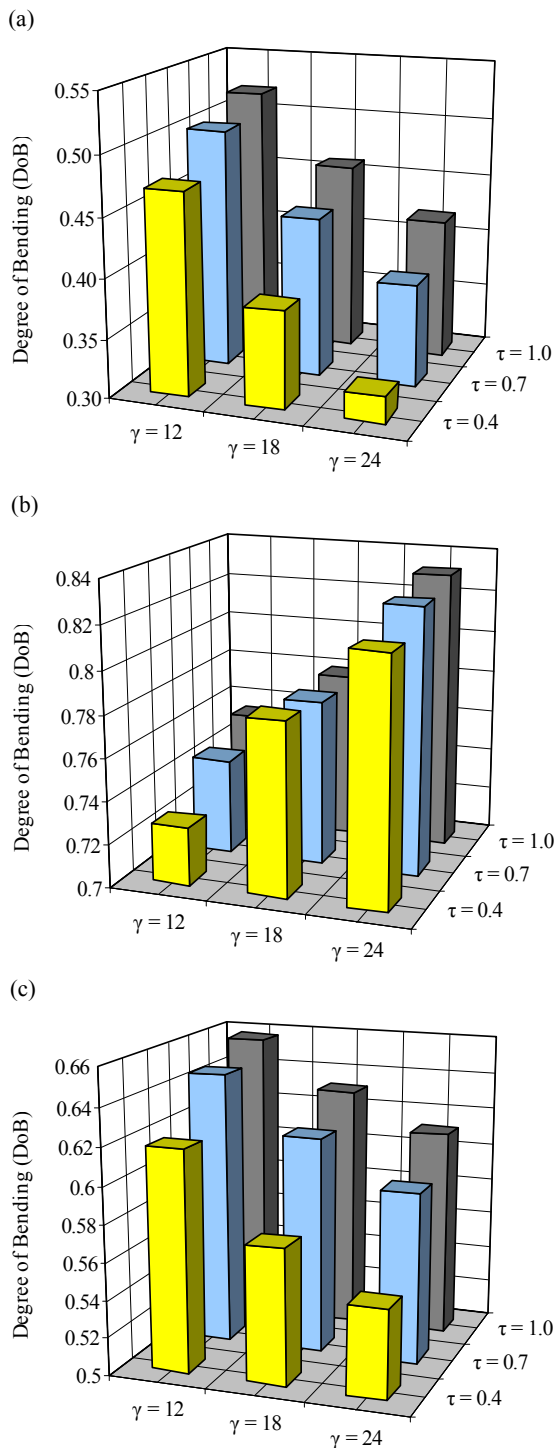 (a)
Degree of Bending (DoB)
0.55
0.50
0.45
0.40
0.35
0.30
γ = 12
γ = 18
γ = 24
τ = 1.0
τ = 0.7
τ = 0.4
(b)
Degree of Bending (DoB)
0.84
0.82
0.8
0.78
0.76
0.74
0.72
0.7
γ = 12
γ = 18
γ = 24
τ = 1.0
τ = 0.7
τ = 0.4
(c)
Degree of Bending (DoB)
0.66
0.64
0.62
0.6
0.58
0.56
0.54
0.52
0.5
γ = 12
γ = 18
γ = 24
τ = 1.0
τ = 0.7
τ = 0.4